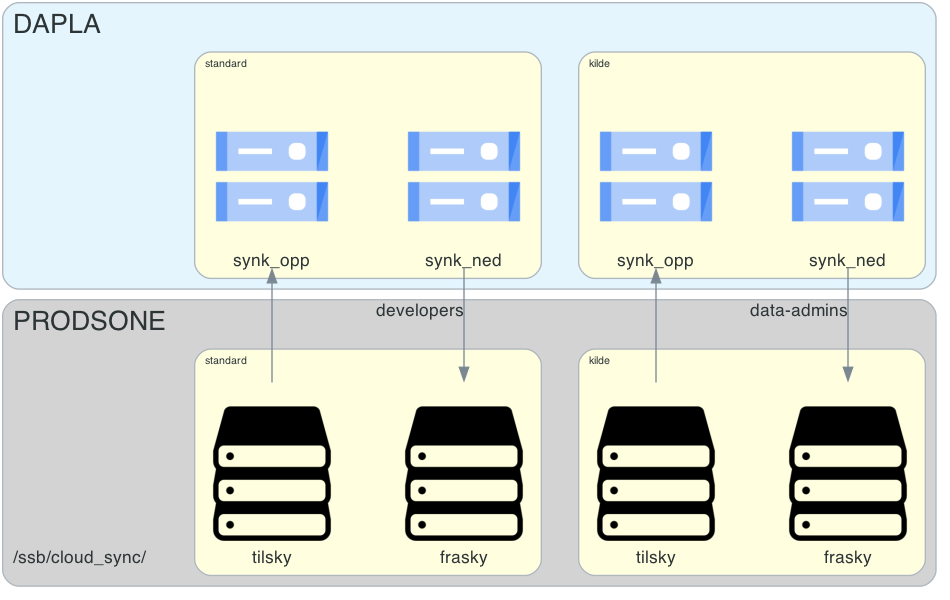 DAPLA
standard
kilde
synk_opp
synk_ned
synk_opp
synk_ned
developers
data-admins
PRODSONE
standard
kilde
/ssb/cloud_sync/
tilsky
frasky
tilsky
frasky